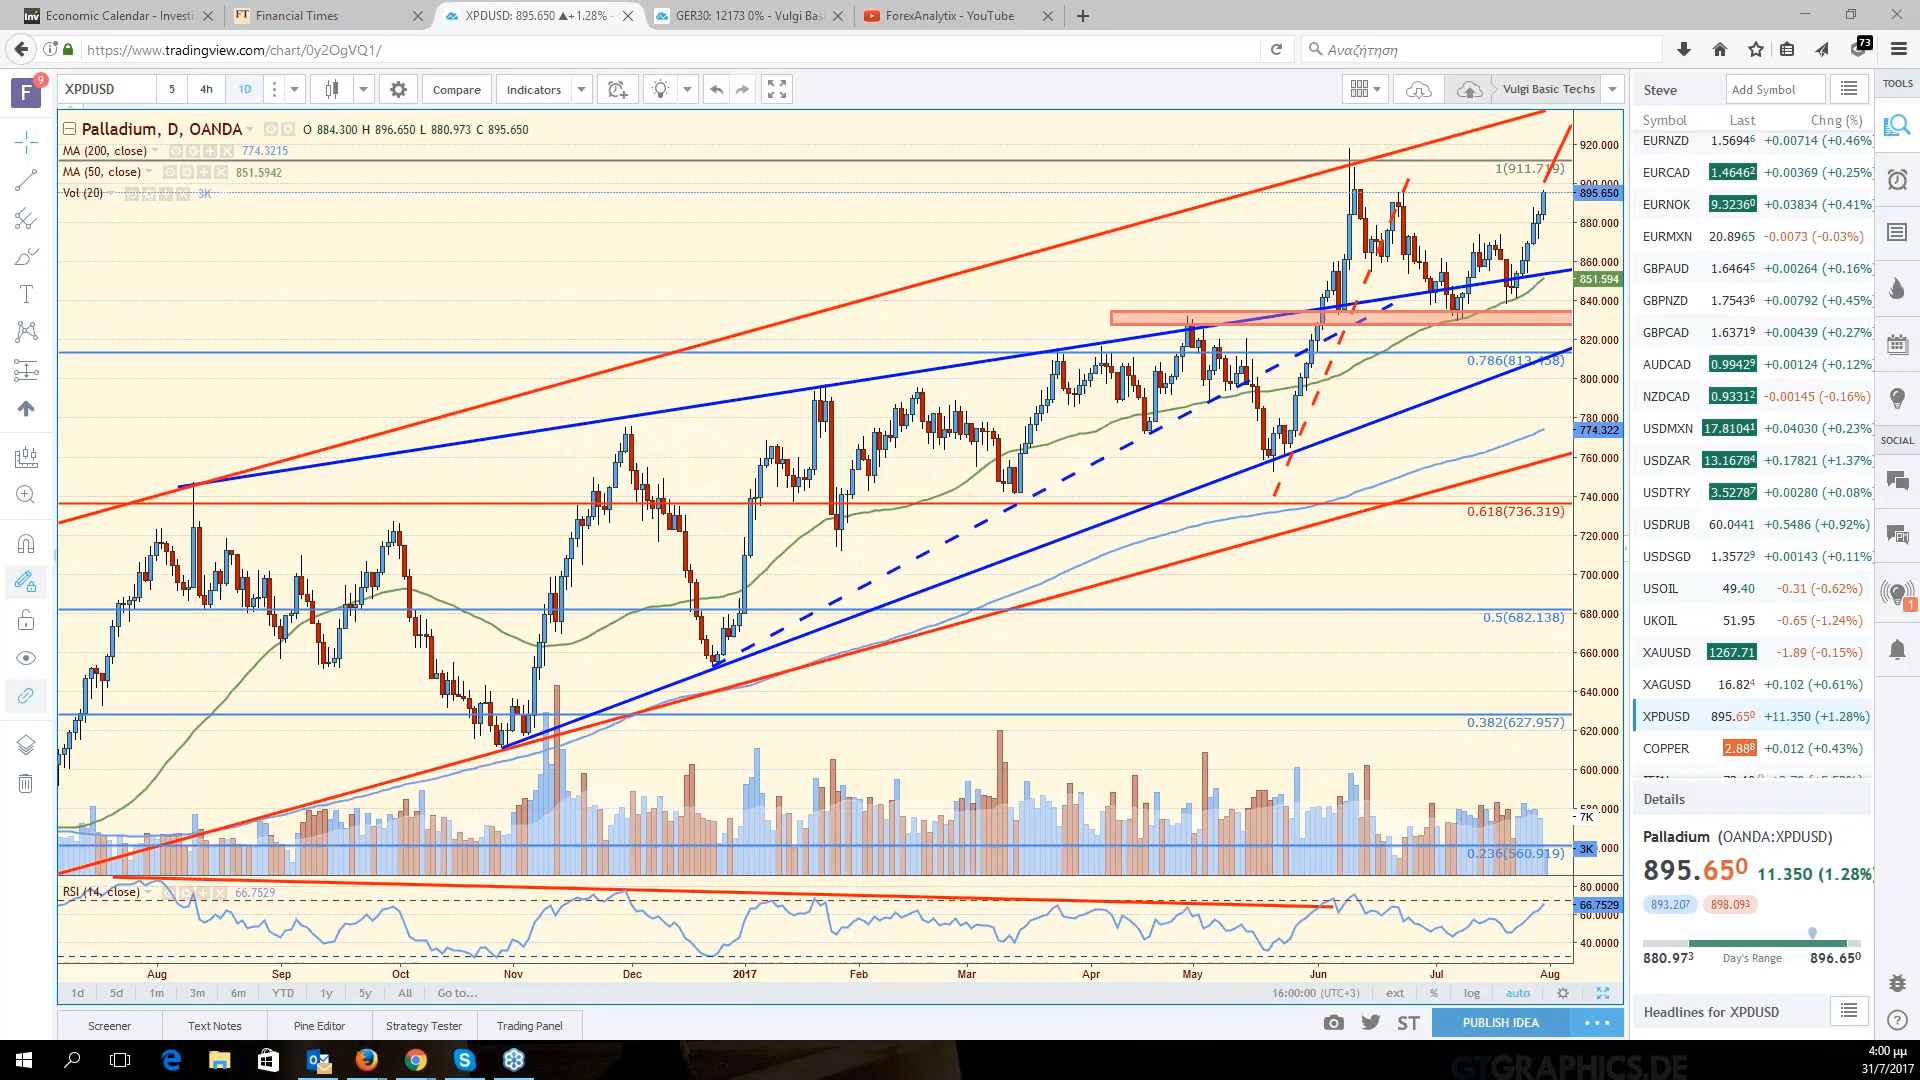 Economic Calendar - Investi
Financial Times
XPDUSD: 895.650 ▲+1.28% -
GER30: 12173 0% - Vulgi Basi
ForexAnalytix - YouTube
https://www.tradingview.com/chart/0y2OgVQ1/
Αναζήτηση
73
F
9
XPDUSD 5 4h 1D Compare Indicators Vulgi Basic Techs
Palladium, D, OANDA O 884.300 H 896.650 L 880.973 C 895.650
MA (200, close) 774.3215
MA (50, close) 851.5942
Vol (20) 3K
1(911.719)
0.786(813.458)
0.618(736.319)
0.5(682.138)
0.382(627.957)
0.236(560.919)
920.000
900.000
895.650
880.000
860.000
851.594
840.000
820.000
800.000
780.000
774.322
760.000
740.000
720.000
700.000
680.000
660.000
640.000
620.000
600.000
7K
3K
RSI (14, close) 66.7529
80.0000
66.7529
60.0000
40.0000
Aug Sep Oct Nov Dec 2017 Feb Mar Apr May Jun Jul Aug
1d 5d 1m 3m 6m YTD 1y 5y All Go to... 16:00:00 (UTC+3) ext % log auto
Screener Text Notes Pine Editor Strategy Tester Trading Panel ST PUBLISH IDEA
Steve Add Symbol
Symbol Last Chng (%)
EURNZD 1.56946 +0.00714 (+0.46%)
EURCAD 1.46462 +0.00369 (+0.25%)
EURNOK 9.32360 +0.03834 (+0.41%)
EURMXN 20.8965 -0.0073 (-0.03%)
GBPAUD 1.64645 +0.00264 (+0.16%)
GBPNZD 1.75436 +0.00792 (+0.45%)
GBPCAD 1.63719 +0.00439 (+0.27%)
AUDCAD 0.99429 +0.00124 (+0.12%)
NZDCAD 0.93312 -0.00145 (-0.16%)
USDMXN 17.81041 +0.04030 (+0.23%)
USDZAR 13.16784 +0.17821 (+1.37%)
USDTRY 3.52787 +0.00280 (+0.08%)
USDRUB 60.0441 +0.5486 (+0.92%)
USDSGD 1.35729 +0.00143 (+0.11%)
USOIL 49.40 -0.31 (-0.62%)
UKOIL 51.95 -0.65 (-1.24%)
XAUUSD 1267.71 -1.89 (-0.15%)
XAGUSD 16.824 +0.102 (+0.61%)
XPDUSD 895.650 +11.350 (+1.28%)
COPPER 2.888 +0.012 (+0.43%)
Details
Palladium (OANDA:XPDUSD)
895.650 11.350 (1.28%)
893.207 898.093
880.973 Day's Range 896.650
Headlines for XPDUSD
TOOLS
SOCIAL
1
GTGRAPHICS.DE
4:00 μμ
31/7/2017